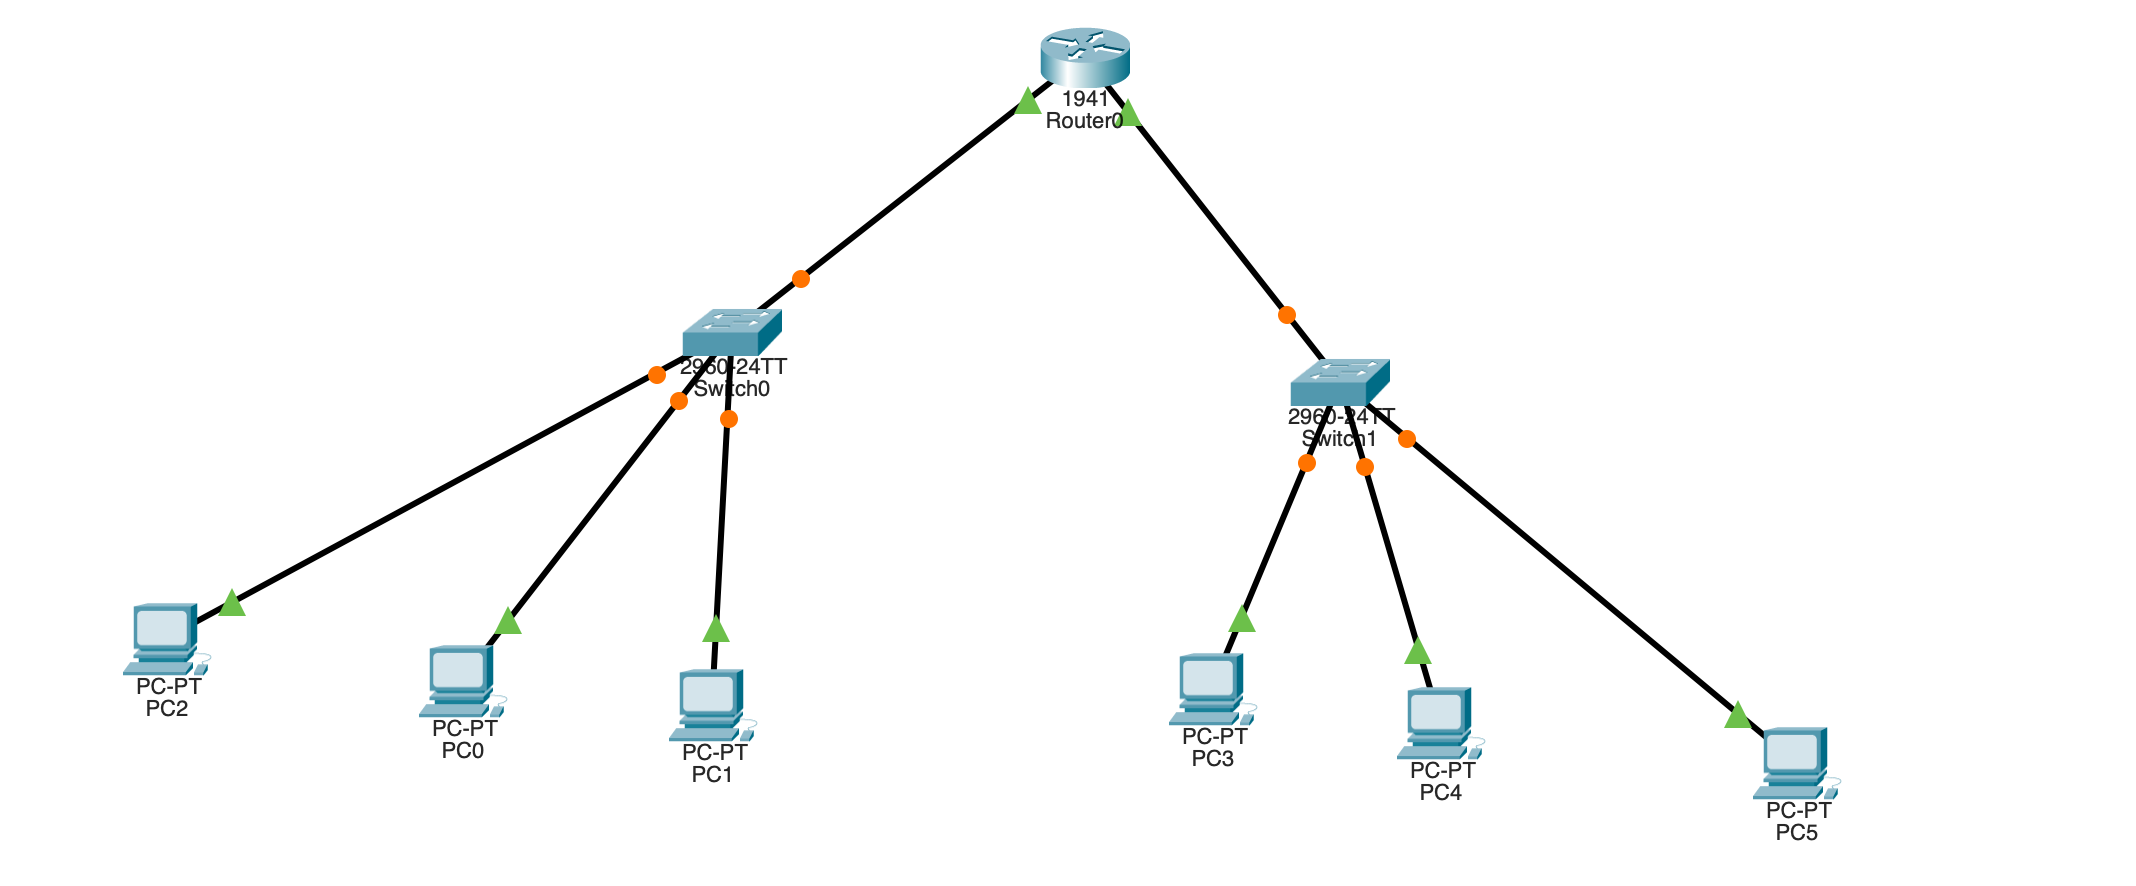 1941
Router0
2960-24TT
Switch0
2960-24TT
Switch1
PC-PT
PC2
PC-PT
PC0
PC-PT
PC1
PC-PT
PC3
PC-PT
PC4
PC-PT
PC5